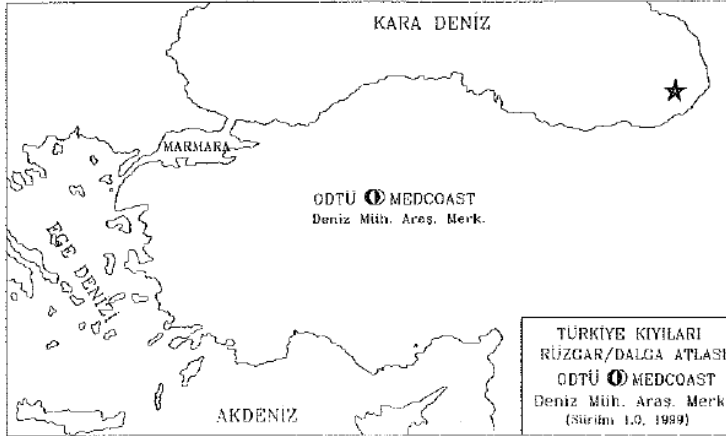 KARA DENİZ
MARMARA
ODTÜ MEDCOAST
Deniz Müh. Araş. Merk.
EGE DENİZİ
AKDENİZ
TÜRKİYE KIYILARI
RÜZGAR/DALGA ATLASI
ODTÜ MEDCOAST
Deniz Müh. Araş. Merk.
(Sürüm 1.0, 1999)